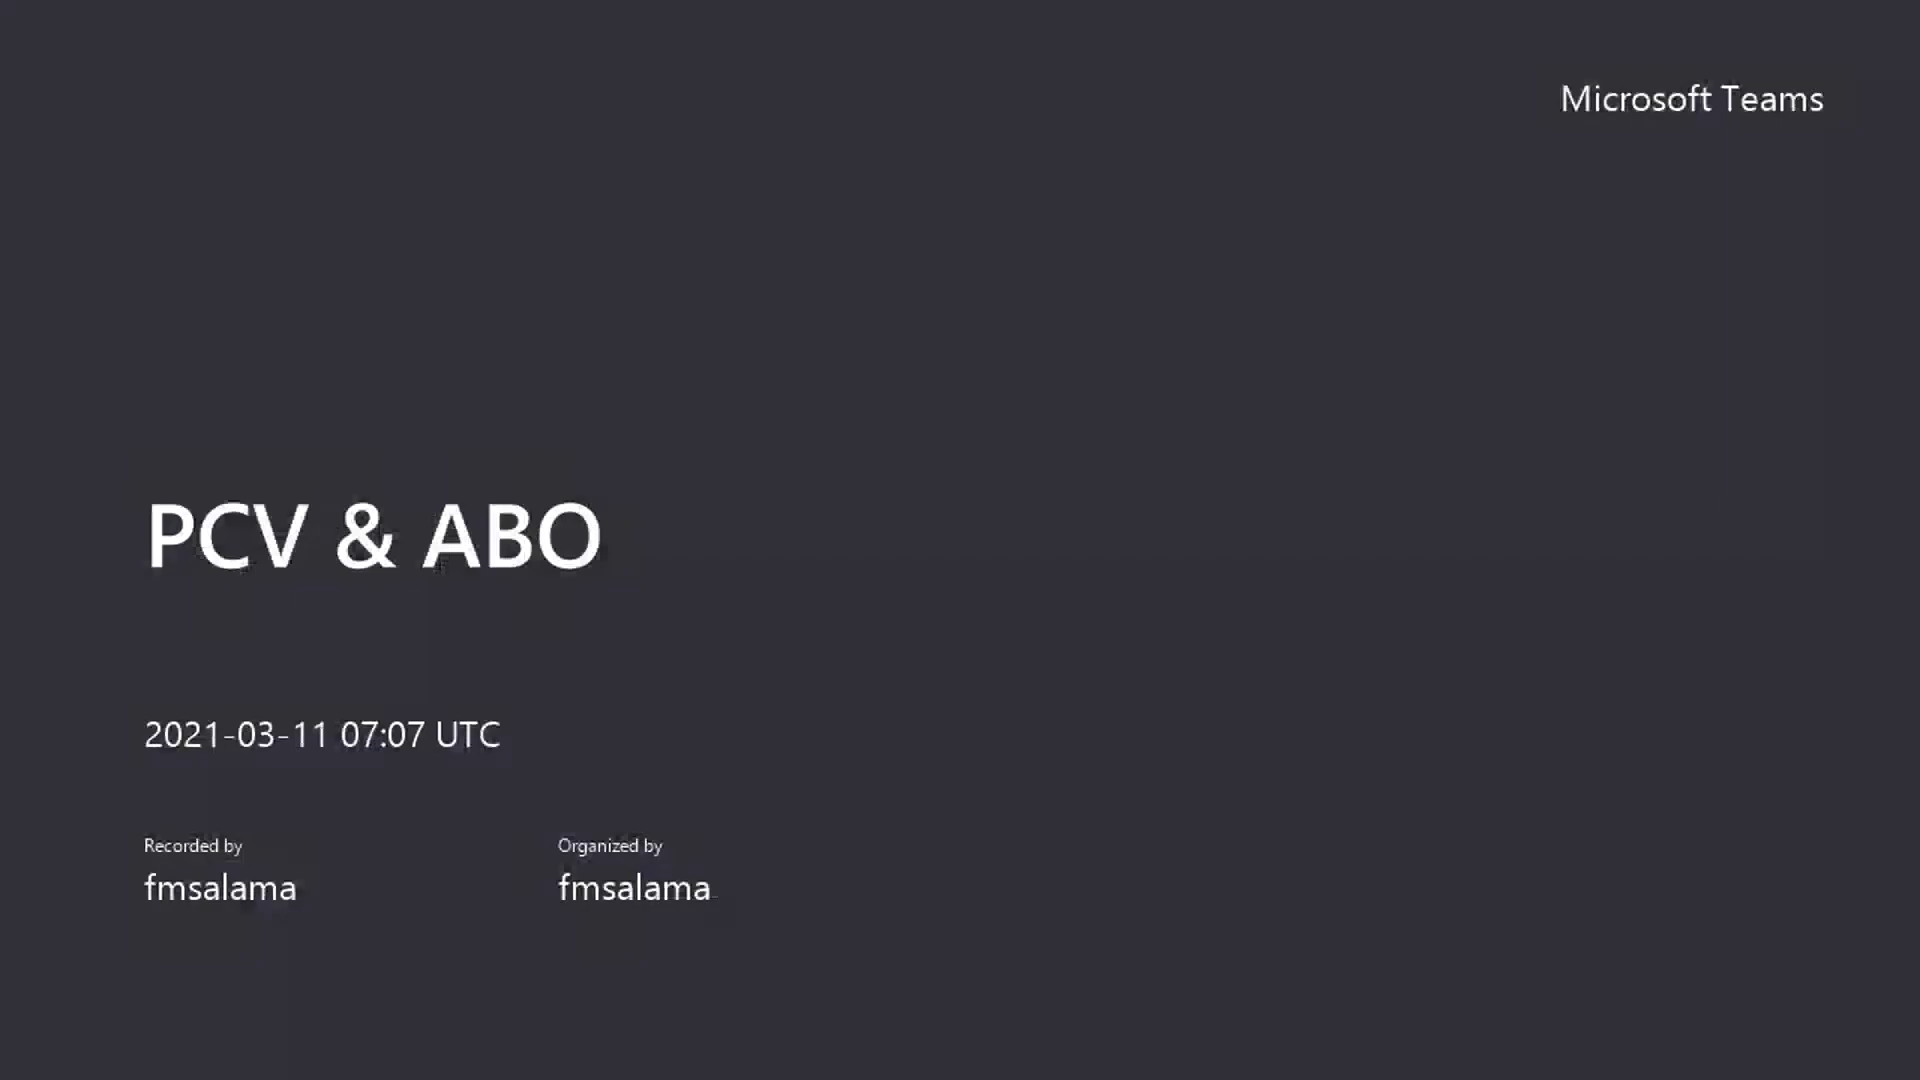 Microsoft Teams
PCV & ABO
2021-03-11 07:07 UTC
Recorded by
fmsalama
Organized by
fmsalama